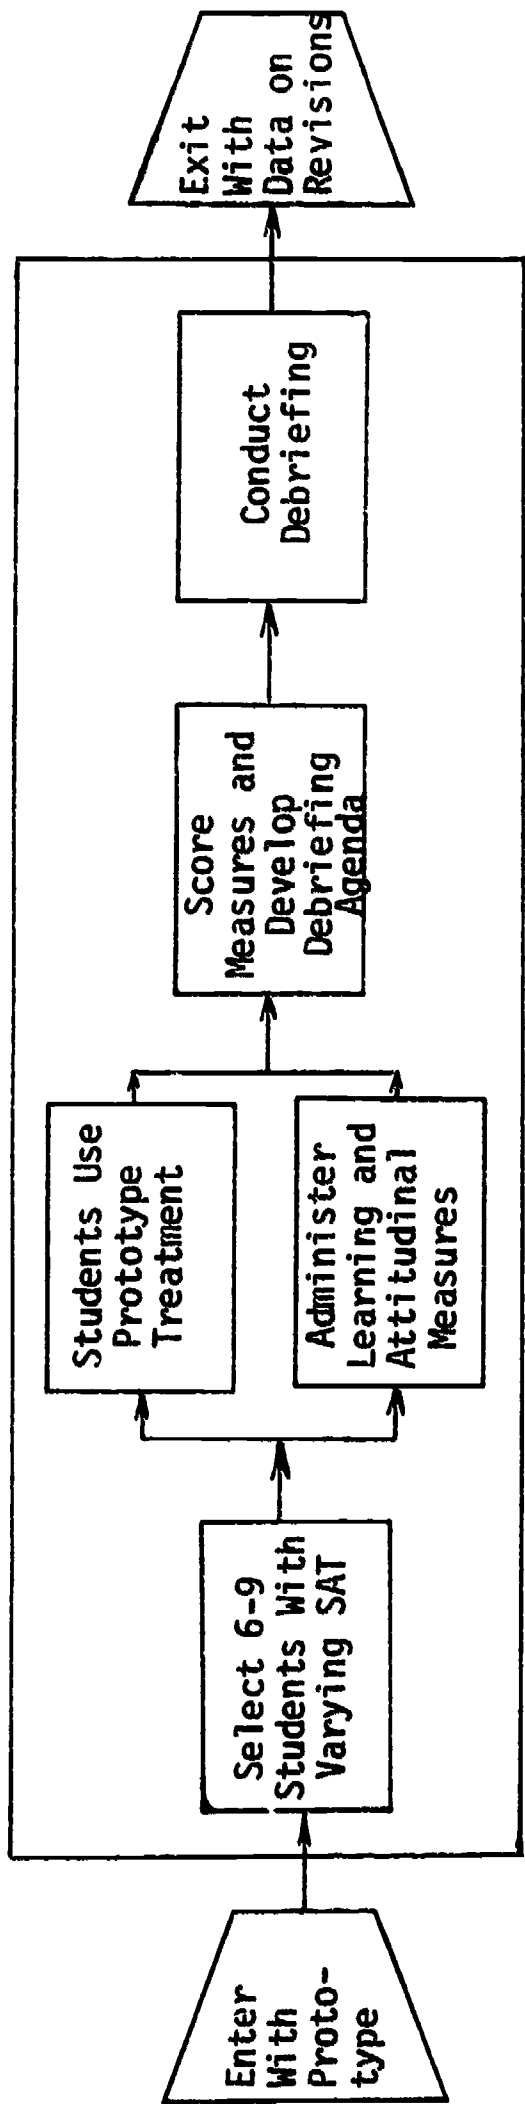 Enter
With
Proto-
type
Select 6-9
Students With
Varying SAT
Students Use
Prototype
Treatment
Administer
Learning and
Attitudinal
Measures
Score
Measures and
Develop
Debriefing
Agenda
Conduct
Debriefing
Exit
With
Data on
Revisions